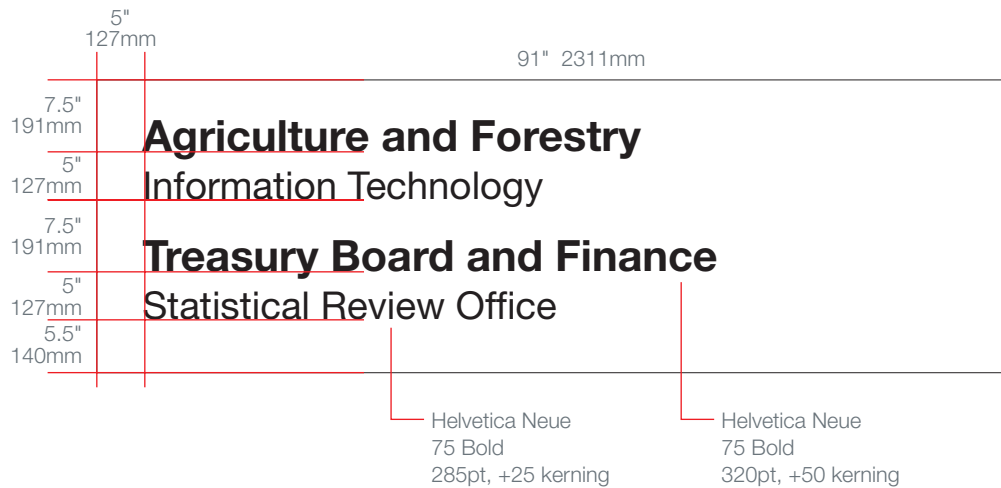 5"
127mm
91" 2311mm
7.5"
191mm
Agriculture and Forestry
5"
127mm
Information Technology
7.5"
191mm
Treasury Board and Finance
5"
127mm
Statistical Review Office
5.5"
140mm
Helvetica Neue
75 Bold
285pt, +25 kerning
Helvetica Neue
75 Bold
320pt, +50 kerning